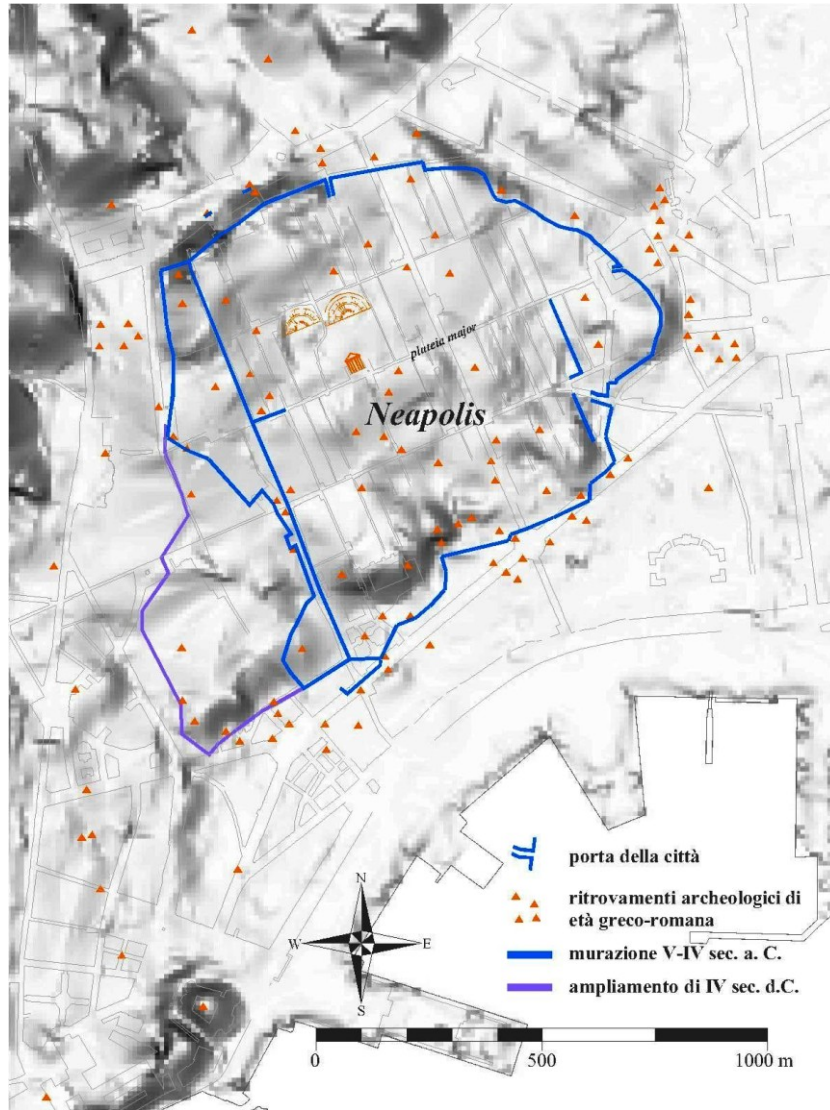 plateia major
Neapolis
porta della città
ritrovamenti archeologici di
età greco-romana
murazione V-IV sec. a. C.
ampliamento di IV sec. d.C.
N
W
E
S
0
500
1000 m